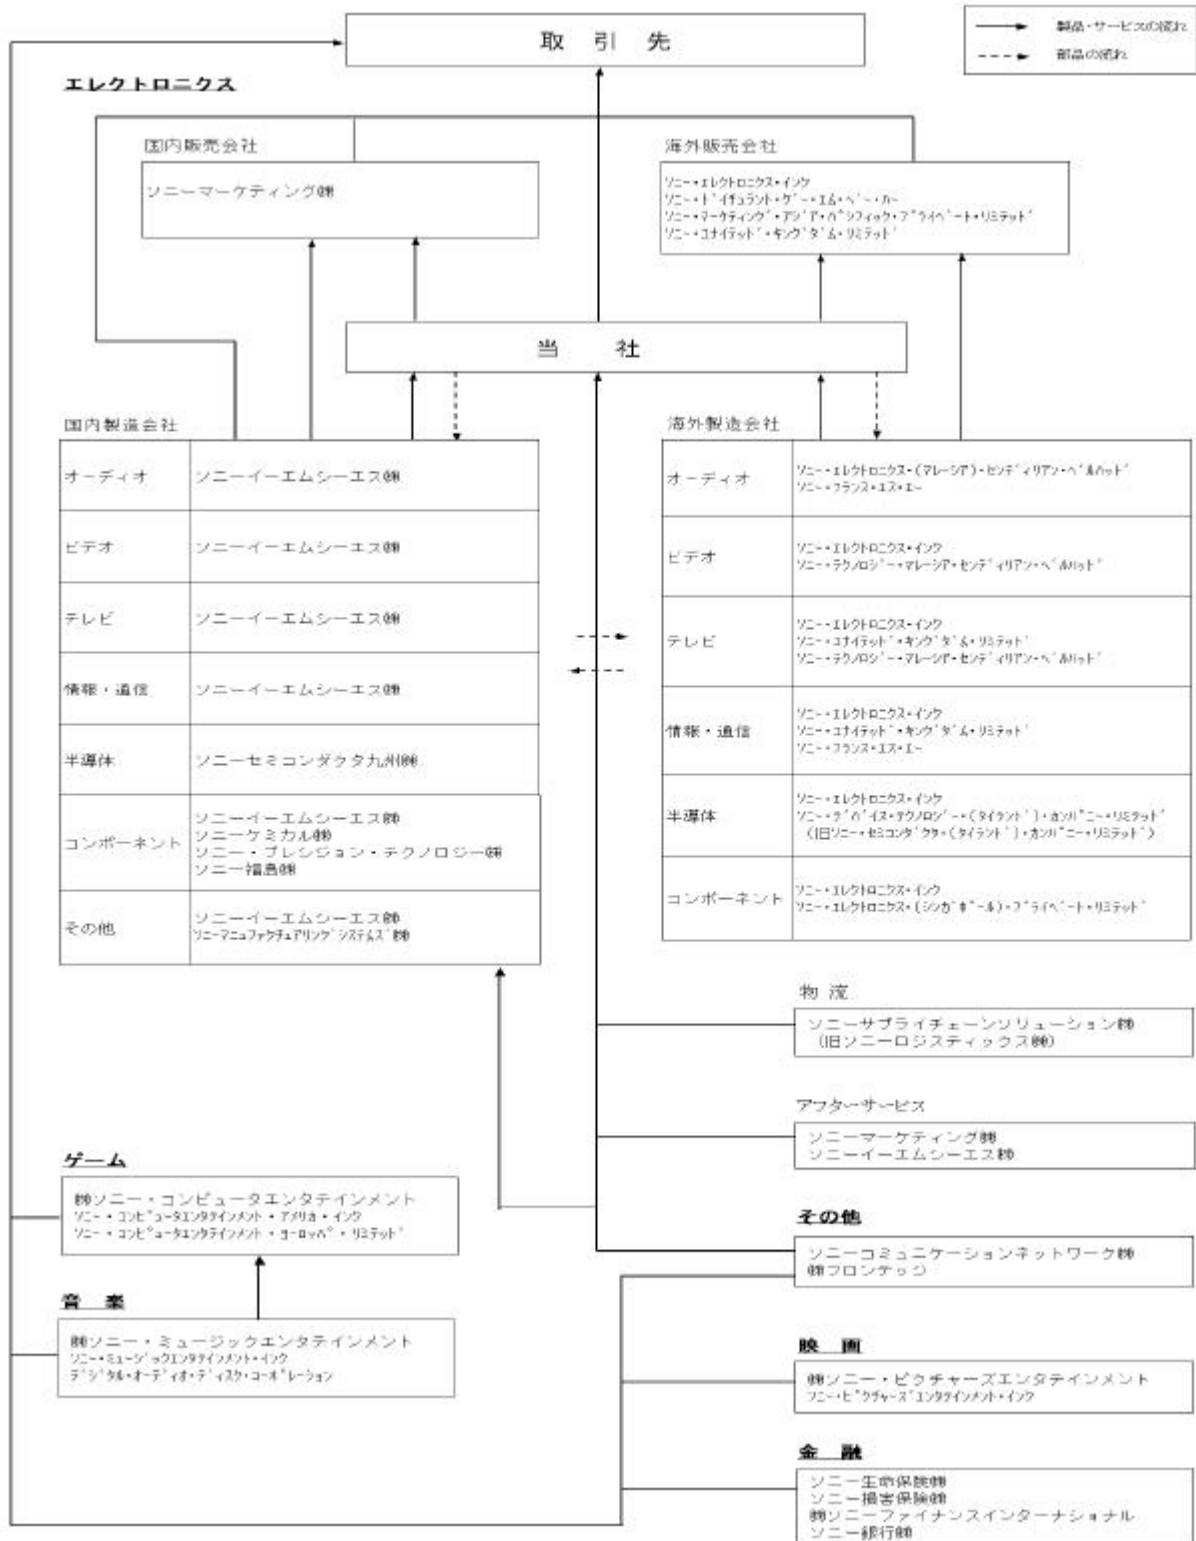 取引先
製品・サービスの流れ
部品の流れ
エレクトロニクス
国内販売会社
ソニーマーケティング㈱
海外販売会社
ソニー・エレクトロニクス・インク
ソニー・ドイチュラント・ゲー・エム・ベー・ハー
ソニー・マーケティング・アジア・パシフィック・プライベート・リミテッド
ソニー・ユナイテッド・キングダム・リミテッド
当社
国内製造会社
オーディオ
ソニーイーエムシーエス㈱
ビデオ
ソニーイーエムシーエス㈱
テレビ
ソニーイーエムシーエス㈱
情報・通信
ソニーイーエムシーエス㈱
半導体
ソニーセミコンダクタ九州㈱
コンポーネント
ソニーイーエムシーエス㈱
ソニーケミカル㈱
ソニー・プレシジョン・テクノロジー㈱
ソニー福島㈱
その他
ソニーイーエムシーエス㈱
ソニーマニュファクチュアリングシステムズ㈱
海外製造会社
オーディオ
ソニー・エレクトロニクス・(マレーシア)・センディリアン・ベルハッド
ソニー・フランス・エス・エー
ビデオ
ソニー・エレクトロニクス・インク
ソニー・テクノロジー・マレーシア・センディリアン・ベルハッド
テレビ
ソニー・エレクトロニクス・インク
ソニー・ユナイテッド・キングダム・リミテッド
ソニー・テクノロジー・マレーシア・センディリアン・ベルハッド
情報・通信
ソニー・エレクトロニクス・インク
ソニー・ユナイテッド・キングダム・リミテッド
ソニー・フランス・エス・エー
半導体
ソニー・エレクトロニクス・インク
ソニー・デバイス・テクノロジー・(タイランド)・カンパニー・リミテッド
(旧ソニー・セミコンダクタ・(タイランド)・カンパニー・リミテッド)
コンポーネント
ソニー・エレクトロニクス・インク
ソニー・エレクトロニクス・(シンガポール)・プライベート・リミテッド
物流
ソニーサプライチェーンソリューション㈱
(旧ソニーロジスティックス㈱)
アフターサービス
ソニーマーケティング㈱
ソニーイーエムシーエス㈱
ゲーム
㈱ソニー・コンピュータエンタテインメント
ソニー・コンピュータエンタテインメント・アメリカ・インク
ソニー・コンピュータエンタテインメント・ヨーロッパ・リミテッド
その他
ソニーコミュニケーションネットワーク㈱
㈱フロンテッジ
音楽
㈱ソニー・ミュージックエンタテインメント
ソニー・ミュージックエンタテインメント・インク
デジタル・オーディオ・ディスク・コーポレーション
映画
㈱ソニー・ピクチャーズエンタテインメント
ソニー・ピクチャーズエンタテインメント・インク
金融
ソニー生命保険㈱
ソニー損害保険㈱
㈱ソニーファイナンスインターナショナル
ソニー銀行㈱